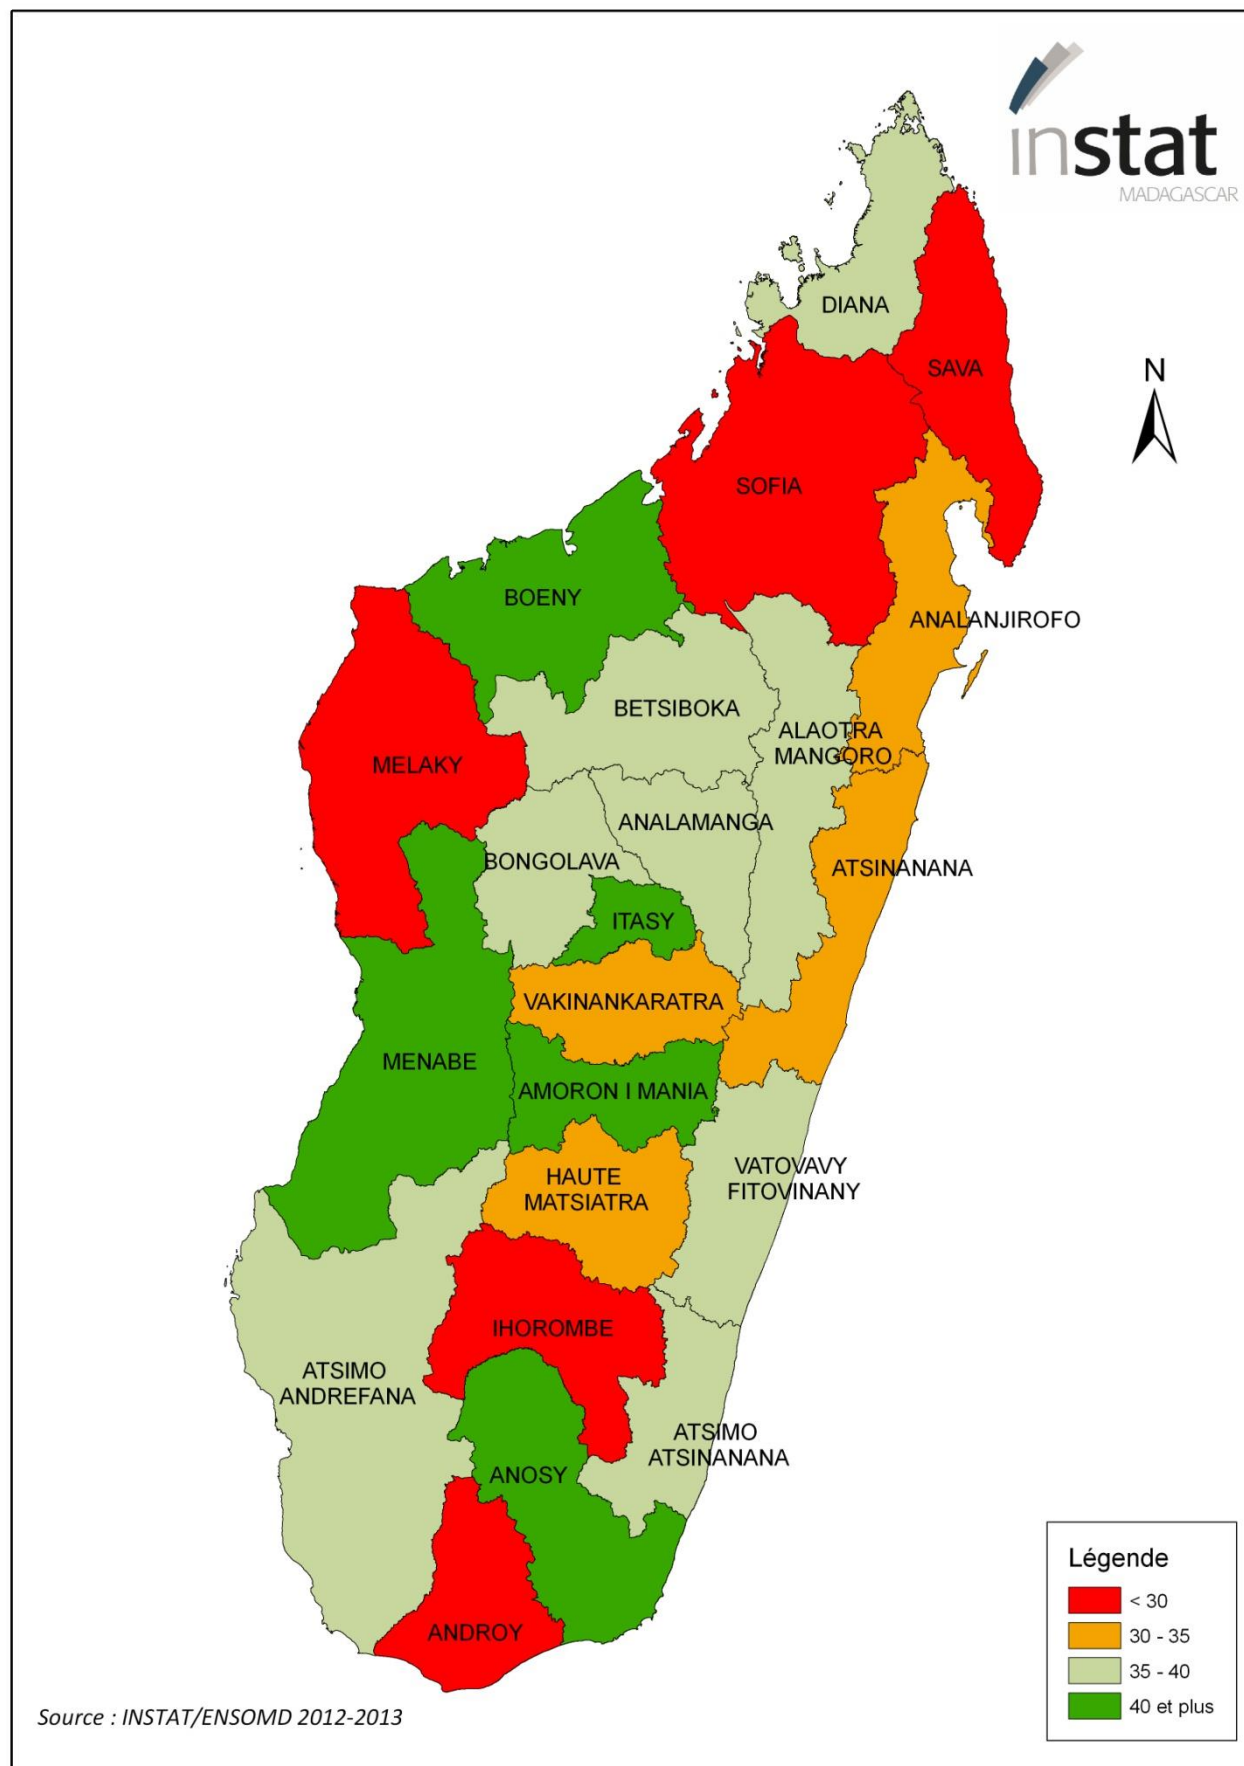 instat
MADAGASCAR
DIANA
SAVA
N
SOFIA
BOENY
ANALANJIROFO
BETSIBOKA
ALAOTRA
MANGORO
MELAKY
ANALAMANGA
BONGOLAVA
ATSINANANA
ITASY
VAKINANKARATRA
MENABE
AMORON I MANIA
VATOVAVY
FITOVINANY
HAUTE
MATSIATRA
IHOROMBE
ATSIMO
ANDREFANA
ATSIMO
ATSINANANA
ANOSY
ANDROY
Légende
< 30
30 - 35
35 - 40
40 et plus
Source : INSTAT/ENSOMD 2012-2013